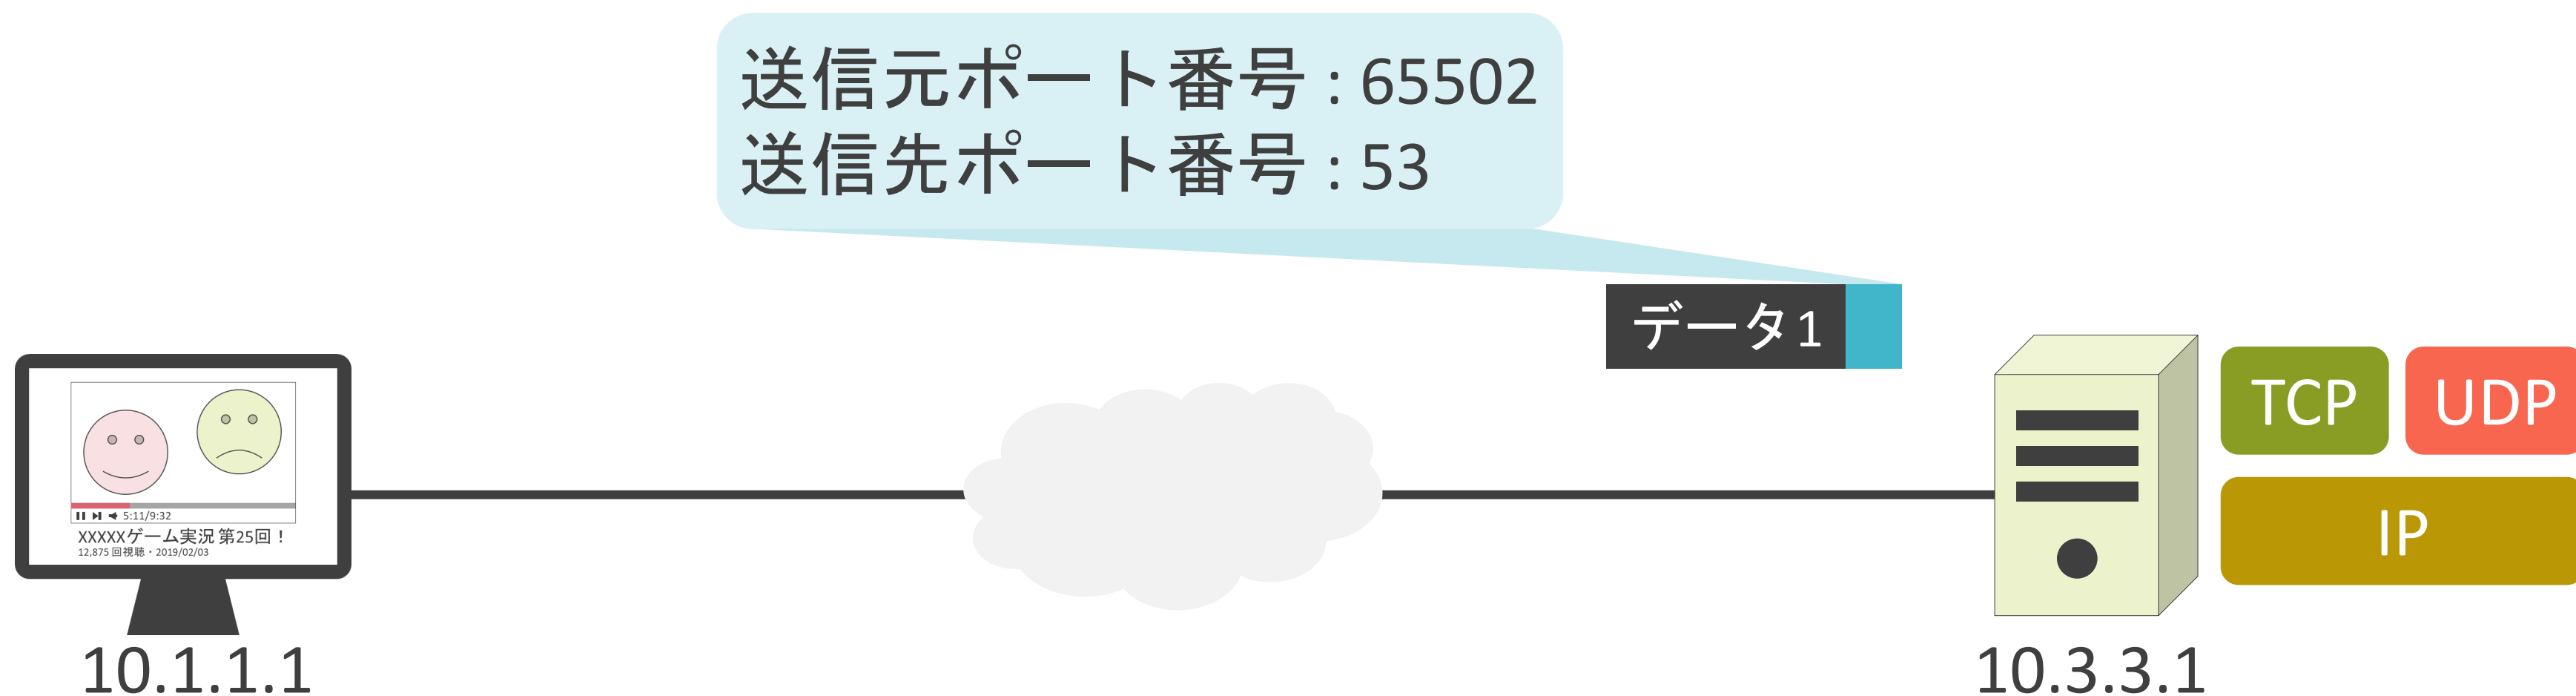 送信元ポート番号 : 65502
送信先ポート番号 : 53
データ1
TCP
UDP
IP
5:11/9:32
XXXXXゲーム実況 第25回！
12,875 回視聴・2019/02/03
10.1.1.1
10.3.3.1